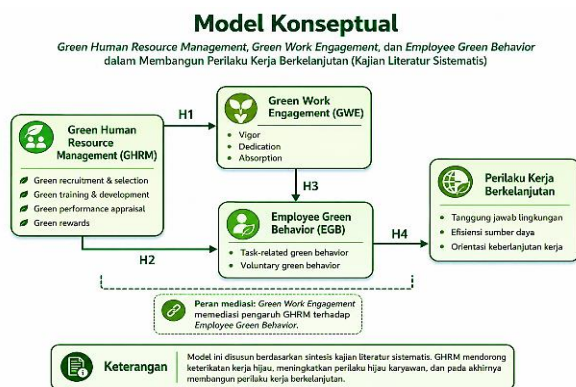 Model Konseptual
Green Human Resource Management, Green Work Engagement, dan Employee Green Behavior
dalam Membangun Perilaku Kerja Berkelanjutan (Kajian Literatur Sistematis)
Green Human
Resource
Management (GHRM)
Green recruitment & selection
Green training & development
Green performance appraisal
Green rewards
H1
Green Work
Engagement (GWE)
Vigor
Dedication
Absorption
H3
H2
Employee Green
Behavior (EGB)
Task-related green behavior
Voluntary green behavior
H4
Perilaku Kerja
Berkelanjutan
Tanggung jawab lingkungan
Efisiensi sumber daya
Orientasi keberlanjutan kerja
Peran mediasi: Green Work Engagement
memediasi pengaruh GHRM terhadap
Employee Green Behavior.
Keterangan
Model ini disusun berdasarkan sintesis kajian literatur sistematis. GHRM mendorong
keterikatan kerja hijau, meningkatkan perilaku hijau karyawan, dan pada akhirnya
membangun perilaku kerja berkelanjutan.